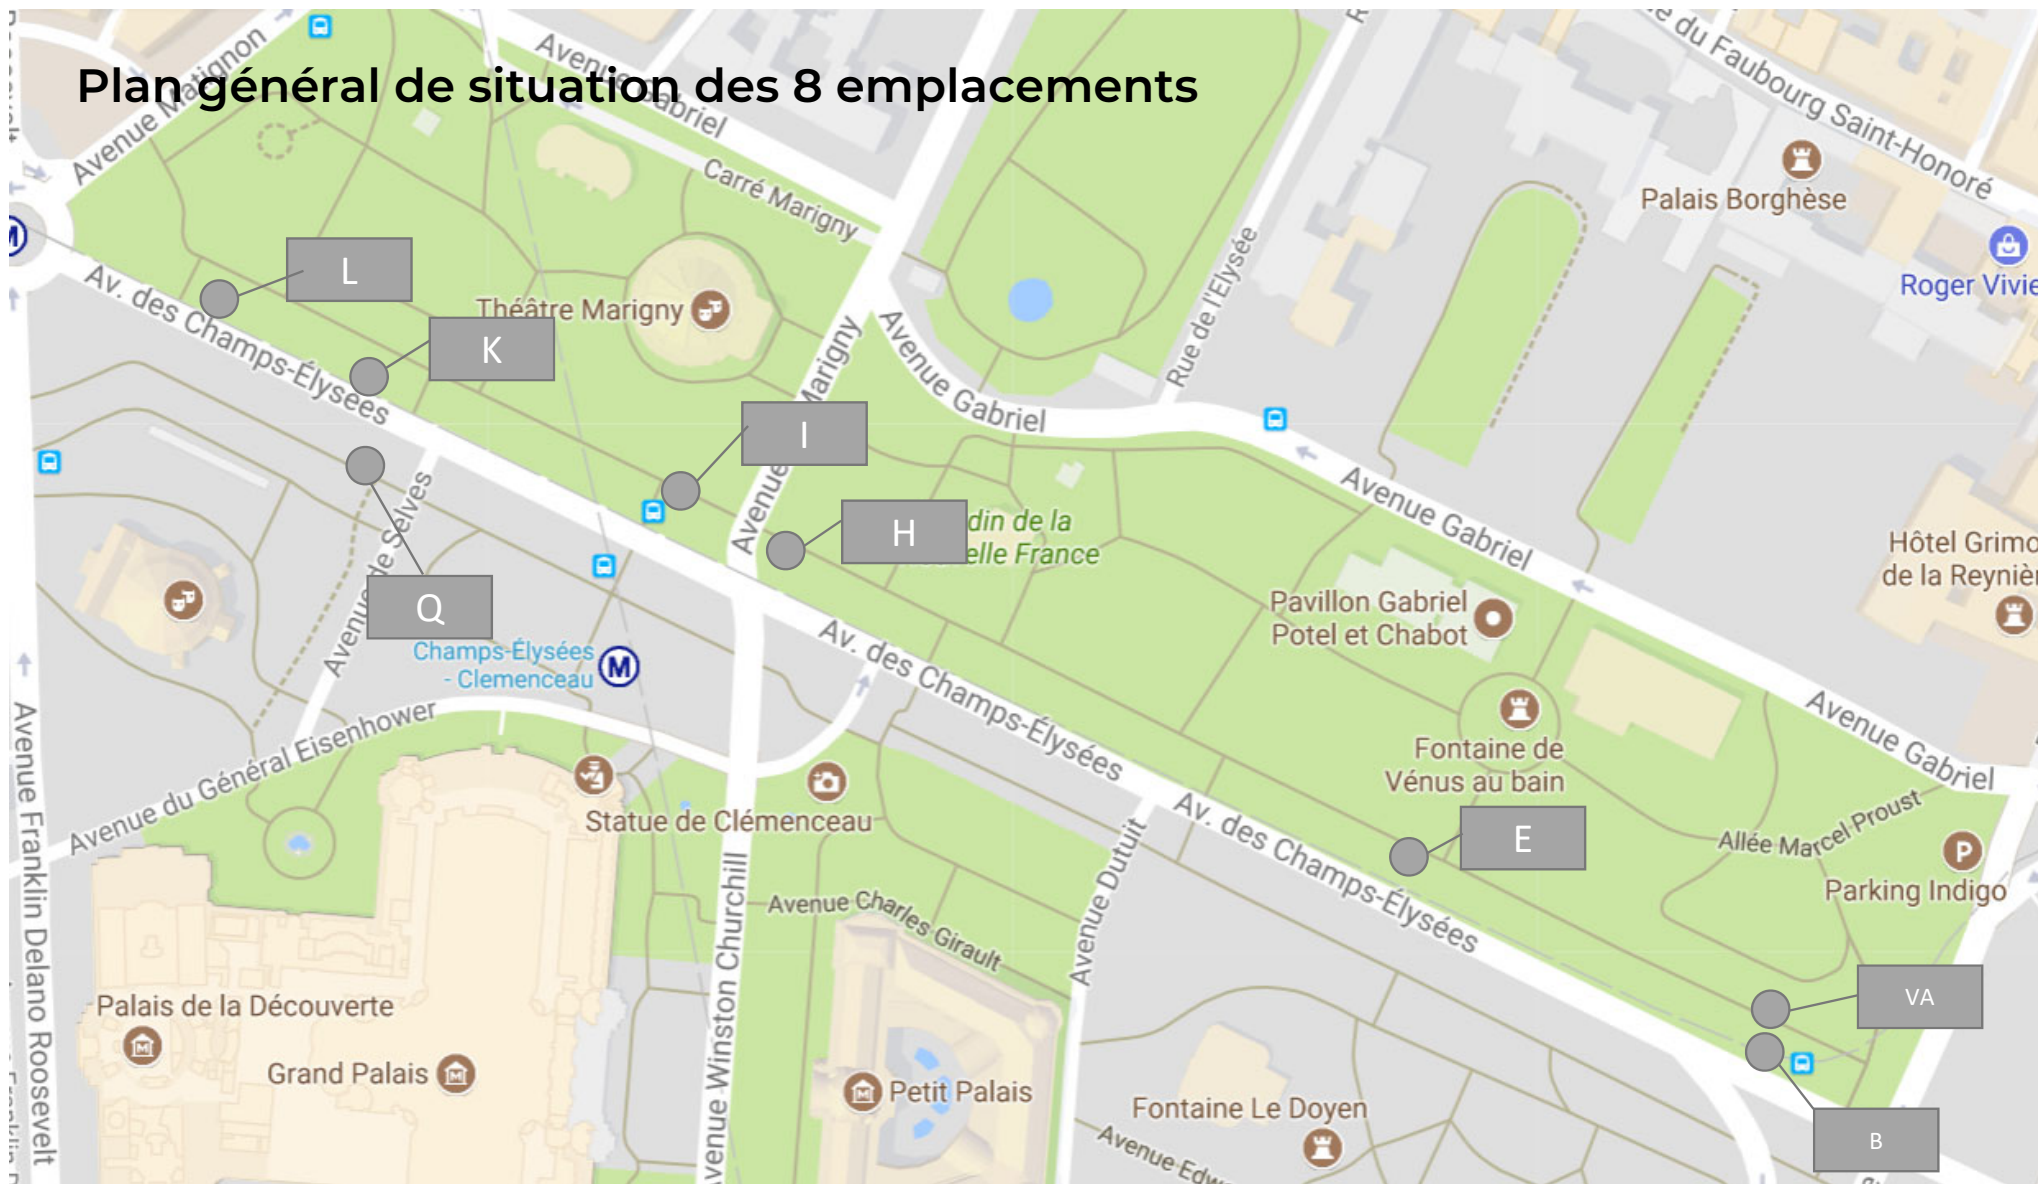 Plan général de situation des 8 emplacements
Avenue Matignon
Avenue Gabriel
Carré Marigny
Rue du Faubourg Saint-Honoré
Palais Borghèse
Roger Vivie
L
Av. des Champs-Élysées
Théâtre Marigny
K
Avenue Marigny
Avenue Gabriel
Rue de l'Elysée
I
H
din de la
elle France
Avenue Gabriel
Hôtel Grimo
de la Reynièr
Avenue de Selves
Q
Champs-Élysées
- Clemenceau
M
Pavillon Gabriel
Potel et Chabot
Av. des Champs-Élysées
Fontaine de
Vénus au bain
Avenue Gabriel
Avenue du Général Eisenhower
Statue de Clémenceau
Av. des Champs-Élysées
E
Allée Marcel Proust
P
Parking Indigo
Avenue Franklin Delano Roosevelt
Avenue Winston Churchill
Avenue Charles Girault
Avenue Dutuit
VA
Palais de la Découverte
Grand Palais
Petit Palais
Fontaine Le Doyen
Avenue Edw
B